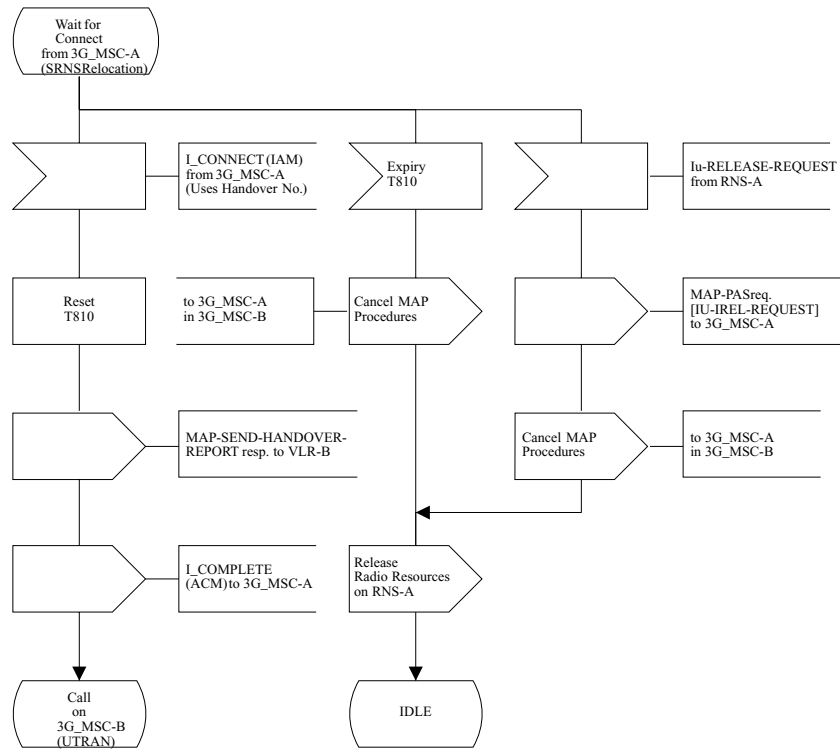 Wait for
Connect
from 3G_MSC-A
(SRNSRelocation)
I_CONNECT (IAM)
from 3G_MSC-A
(Uses Handover No.)
Expiry
T810
Iu-RELEASE-REQUEST
from RNS-A
Reset
T810
to 3G_MSC-A
in 3G_MSC-B
Cancel MAP
Procedures
MAP-PASreq.
[IU-IREL-REQUEST]
to 3G_MSC-A
MAP-SEND-HANDOVER-
REPORT resp. to VLR-B
Cancel MAP
Procedures
to 3G_MSC-A
in 3G_MSC-B
I_COMPLETE
(ACM) to 3G_MSC-A
Release
Radio Resources
on RNS-A
Call
on
3G_MSC-B
(UTRAN)
IDLE